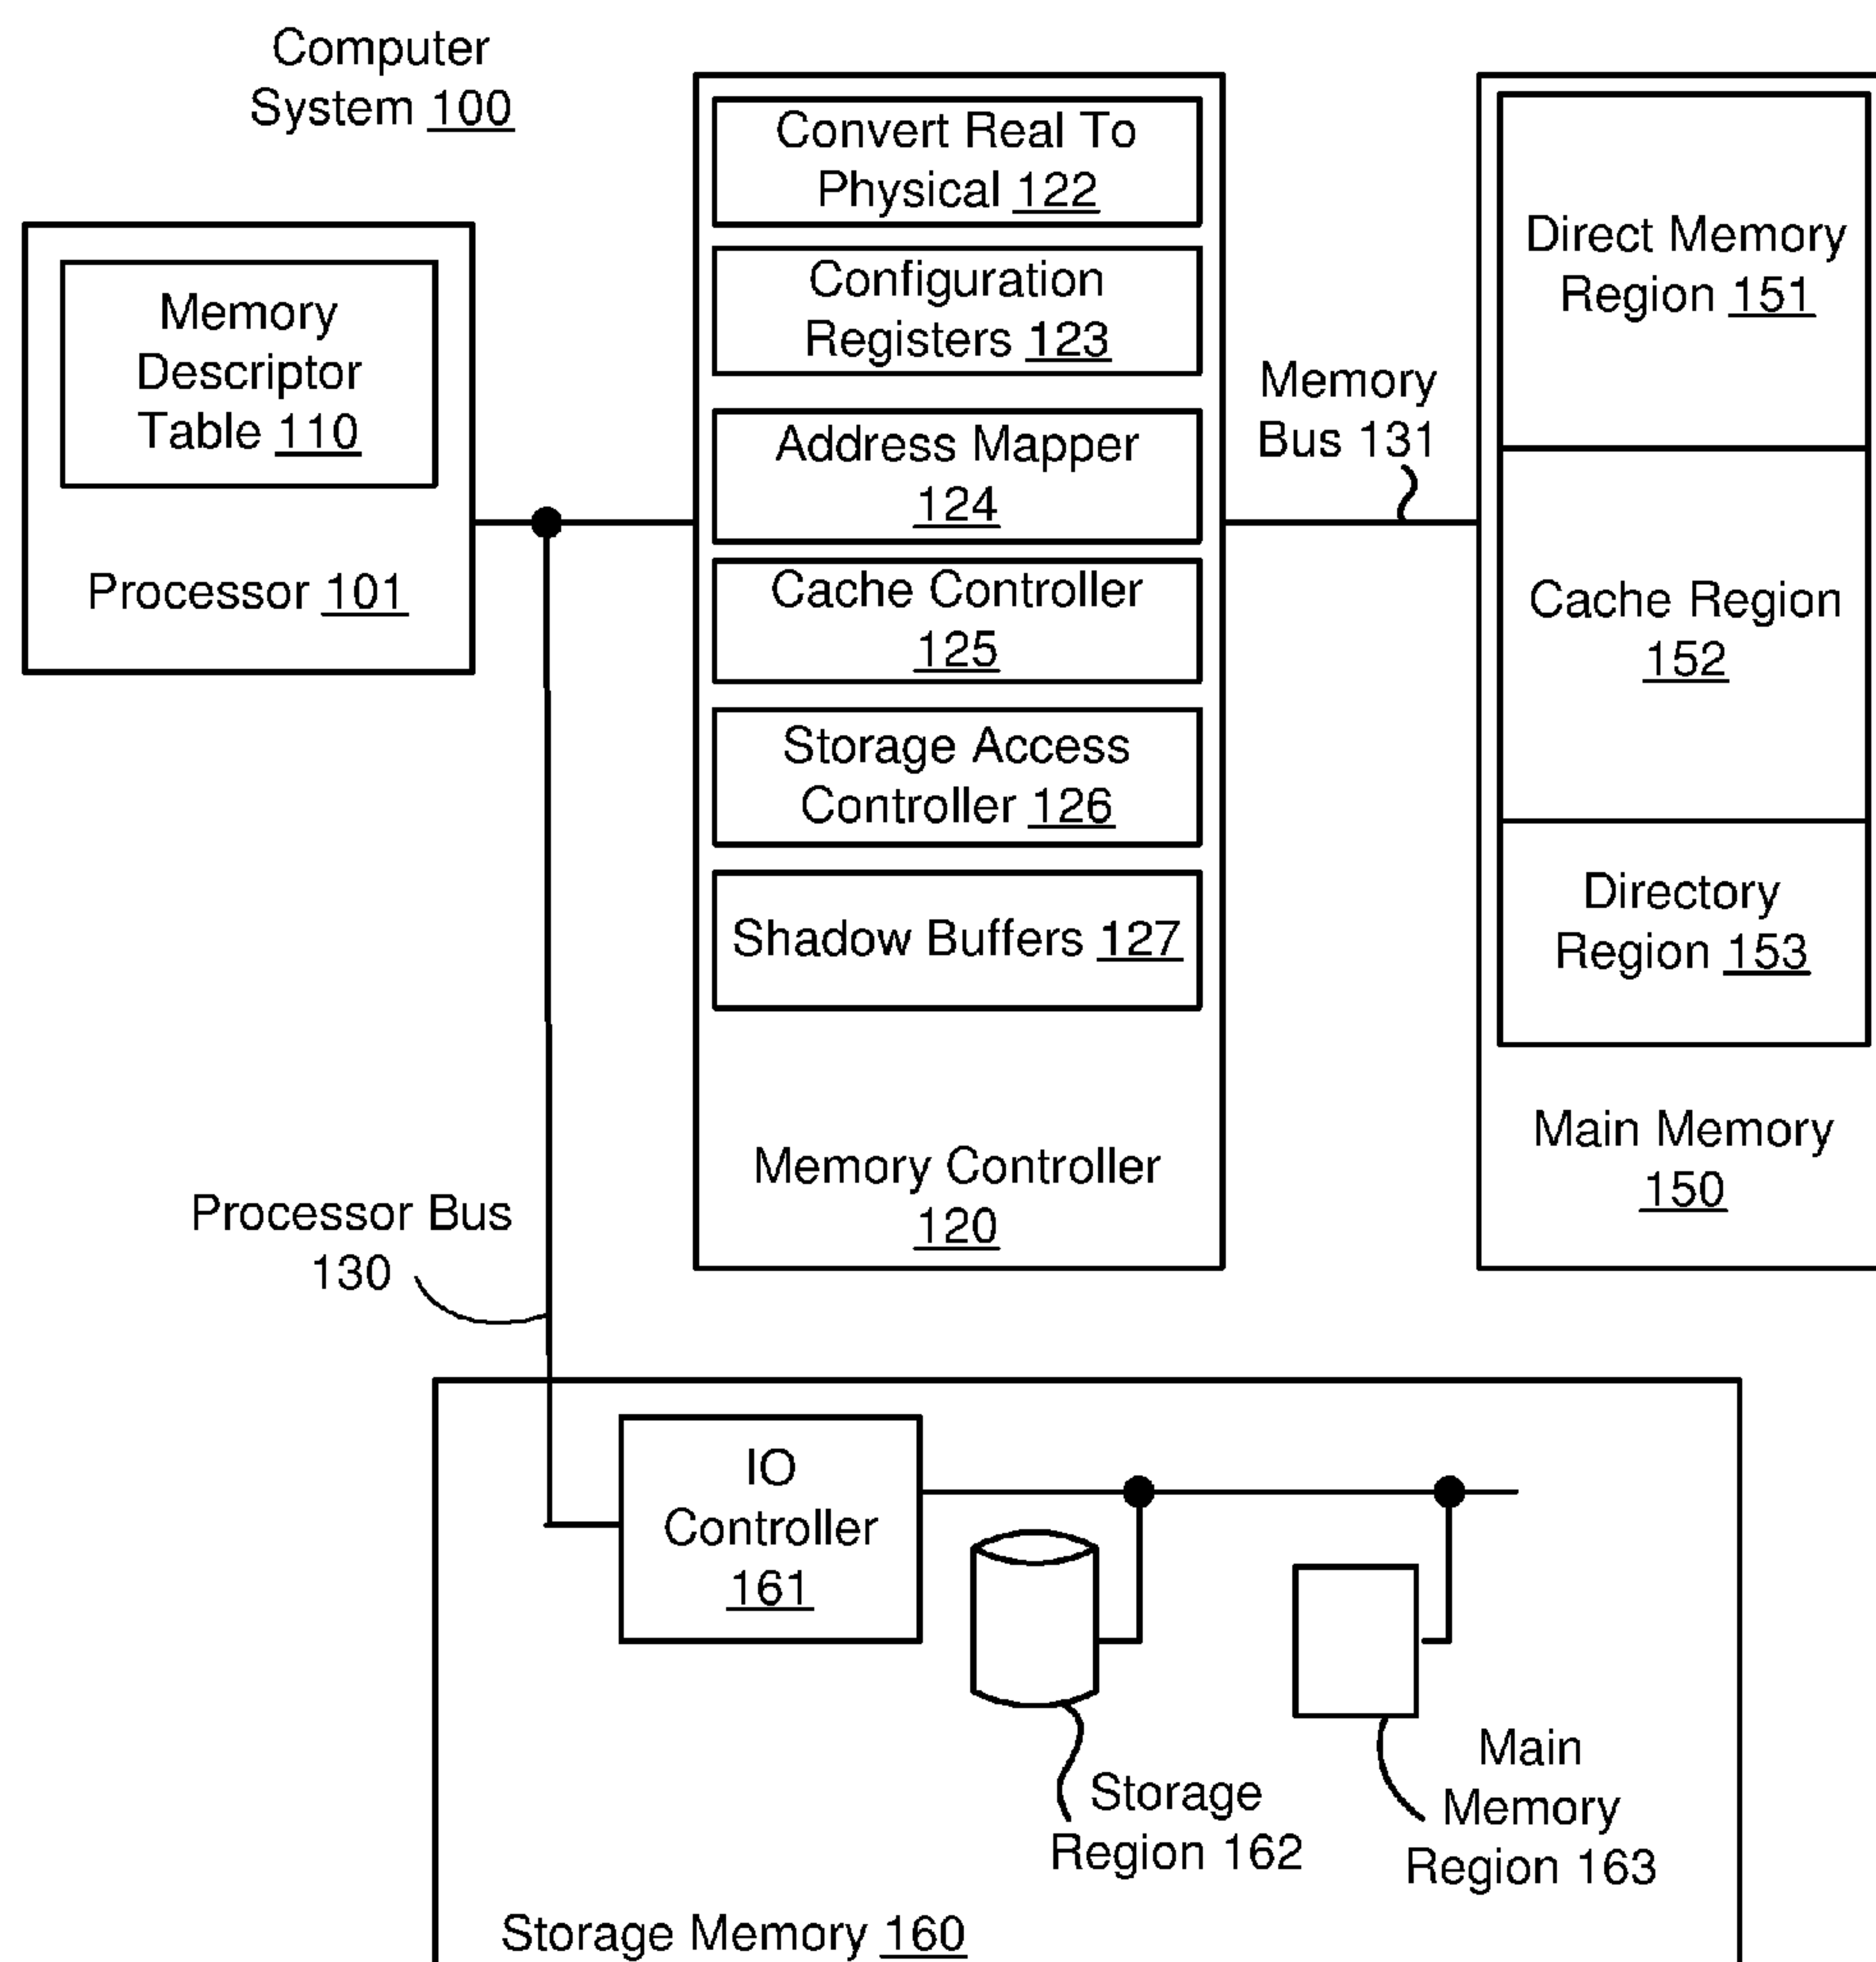 Computer
System 100
Memory
Descriptor
Table 110
Processor 101
Convert Real To
Physical 122
Configuration
Registers 123
Address Mapper
124
Cache Controller
125
Storage Access
Controller 126
Shadow Buffers 127
Memory Controller
120
Memory
Bus 131
Direct Memory
Region 151
Cache Region
152
Directory
Region 153
Main Memory
150
Processor Bus
130
IO
Controller
161
Storage
Region 162
Main
Memory
Region 163
Storage Memory 160